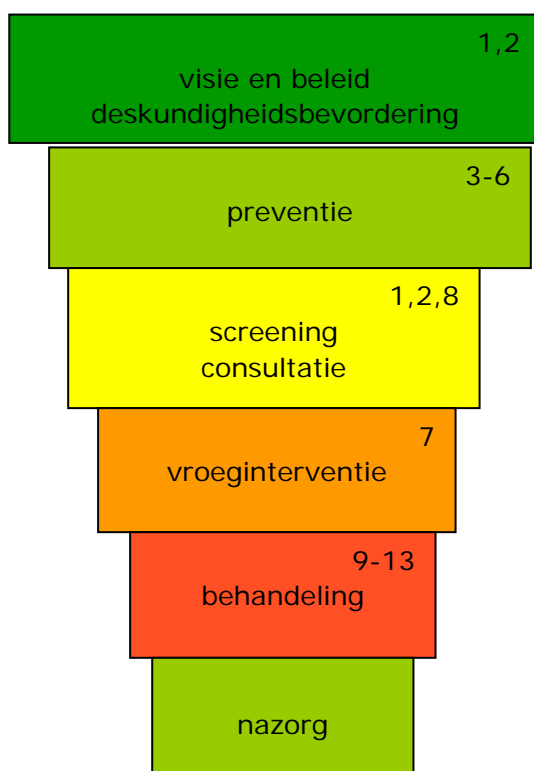 1,2
visie en beleid
deskundigheidsbevordering
3-6
preventie
1,2,8
screening
consultatie
7
vroeginterventie
9-13
behandeling
nazorg